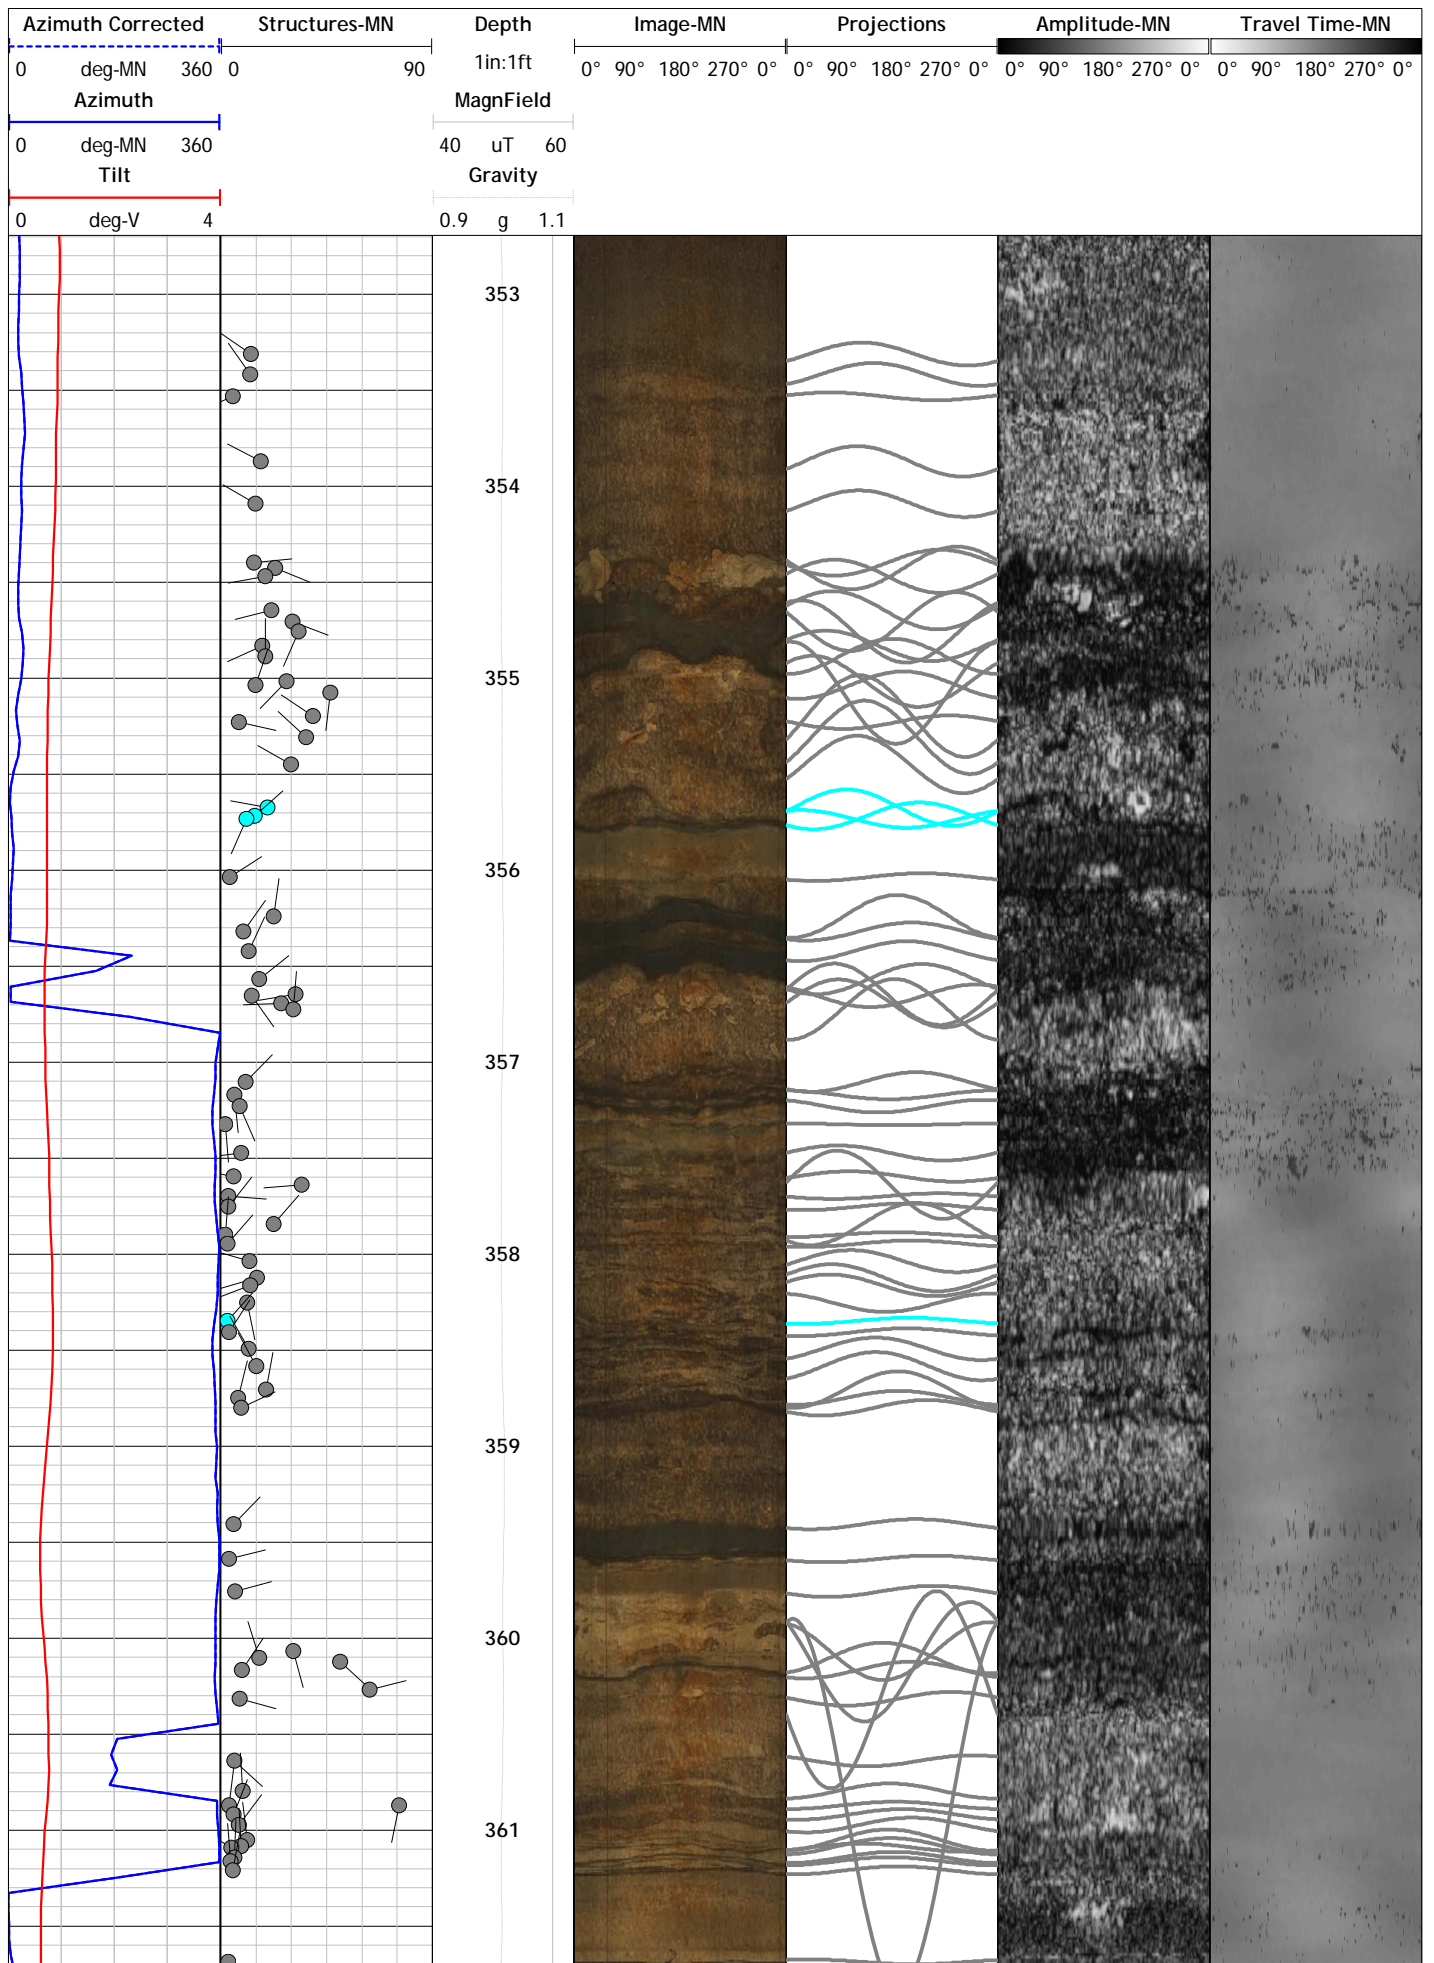 Azimuth Corrected Structures-MN Depth Image-MN Projections Amplitude-MN Travel Time-MN
0 deg-MN 360 0 90 1in:1ft 0° 90° 180° 270° 0° 0° 90° 180° 270° 0° 0° 90° 180° 270° 0° 0° 90° 180° 270° 0°
Azimuth MagnField
0 deg-MN 360 40 uT 60
Tilt Gravity
0 deg-V 4 0.9 g 1.1
353
354
355
356
357
358
359
360
361